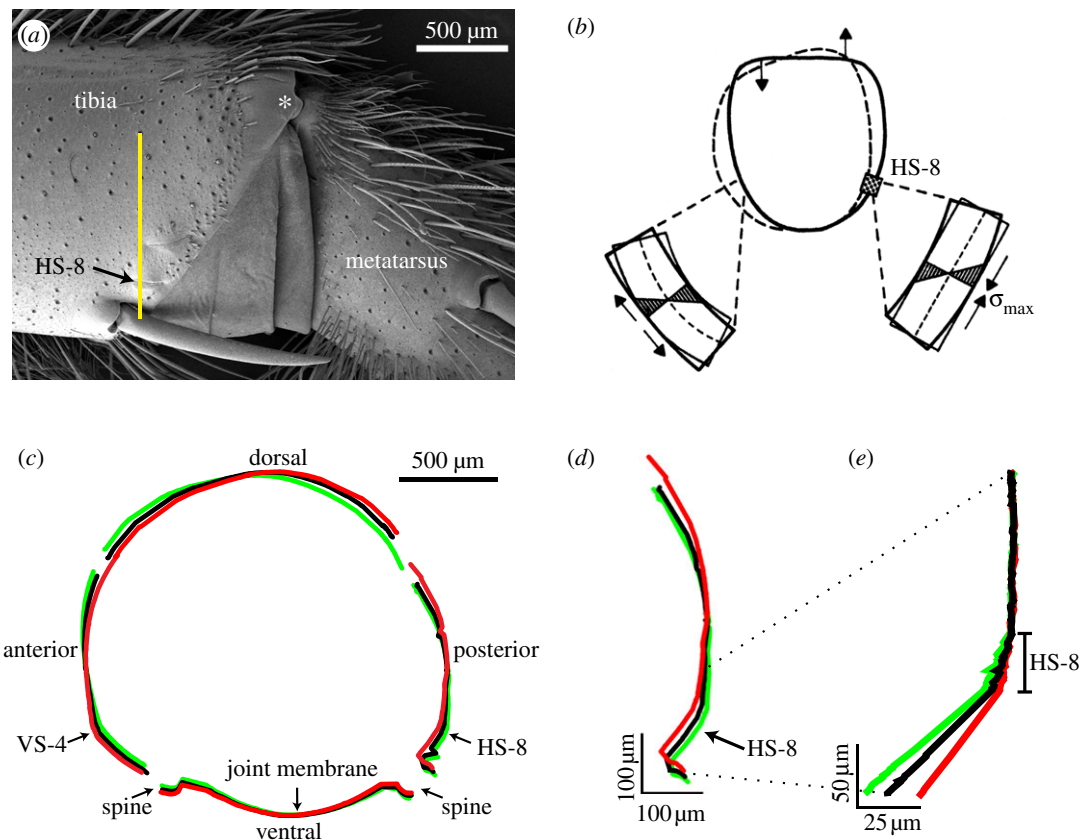 (a)
500 µm
tibia
*
HS-8
metatarsus
(b)
HS-8
σmax
(c)
dorsal
500 µm
anterior
posterior
VS-4
HS-8
joint membrane
spine
spine
ventral
(d)
HS-8
100 µm
100 µm
(e)
HS-8
50 µm
25 µm